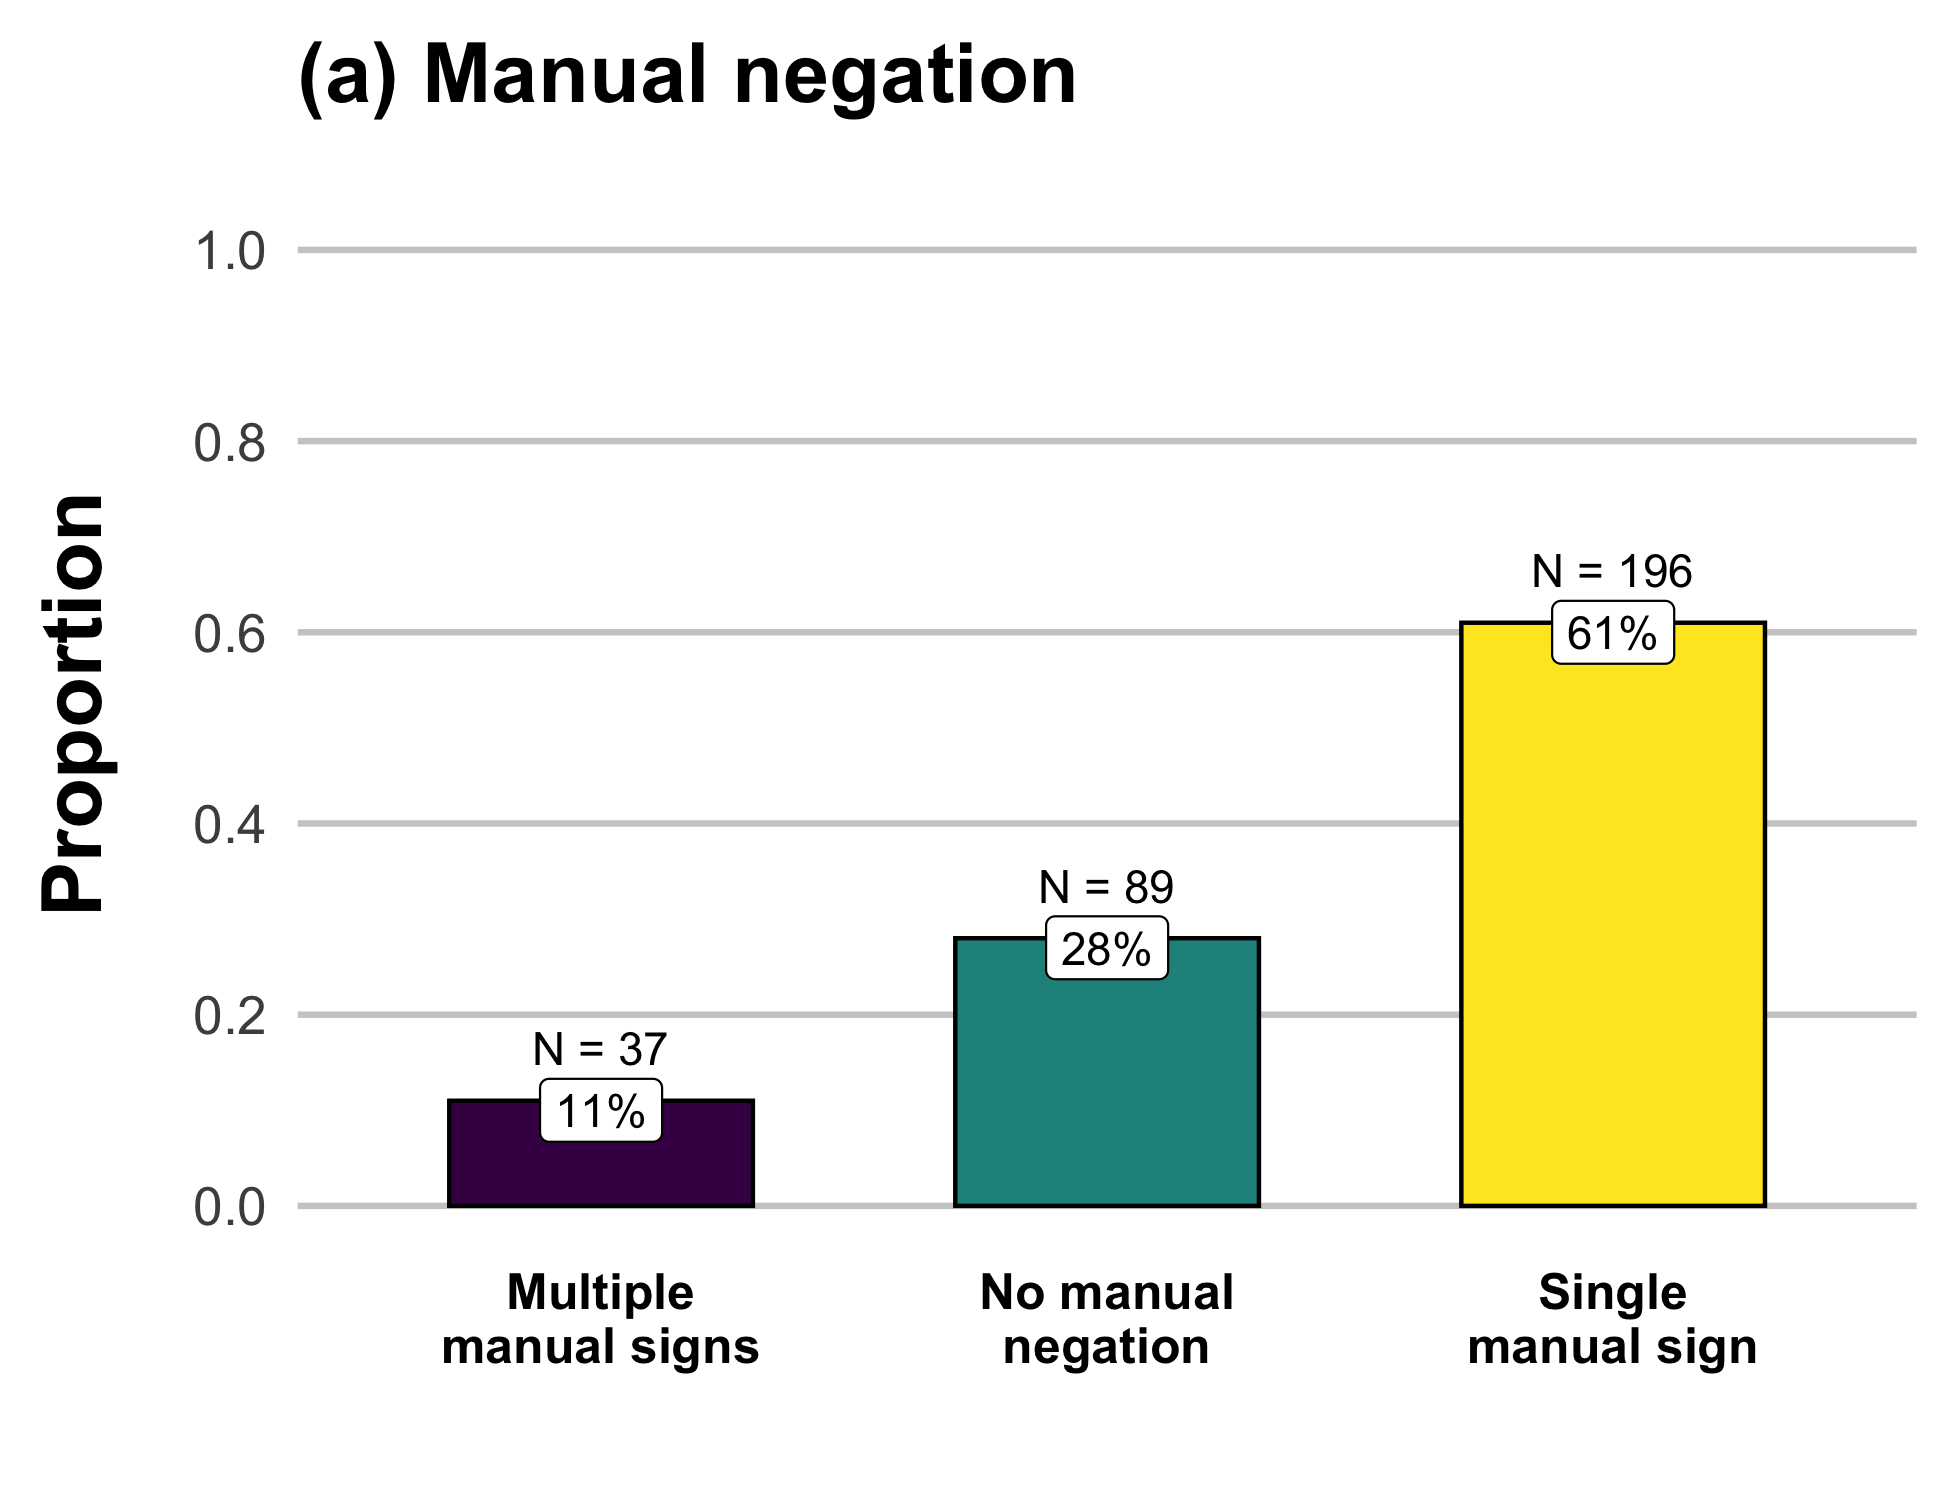 (a) Manual negation
Proportion
1.0
0.8
0.6
0.4
0.2
0.0
N = 37
11%
N = 89
28%
N = 196
61%
Multiple
manual signs
No manual
negation
Single
manual sign